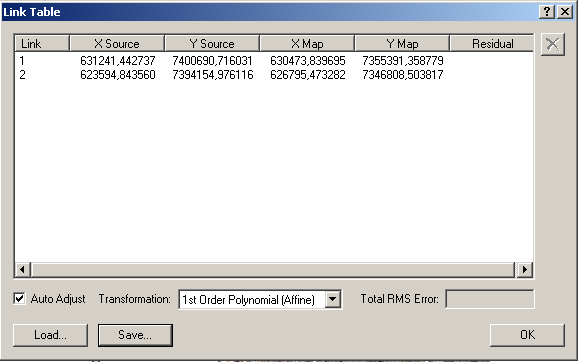 Link Table
Link X Source Y Source X Map Y Map Residual
1 631241,442737 7400690,716031 630473,839695 7355391,358779
2 623594,843560 7394154,976116 626795,473282 7346808,503817
Auto Adjust Transformation: 1st Order Polynomial (Affine) Total RMS Error:
Load... Save... OK